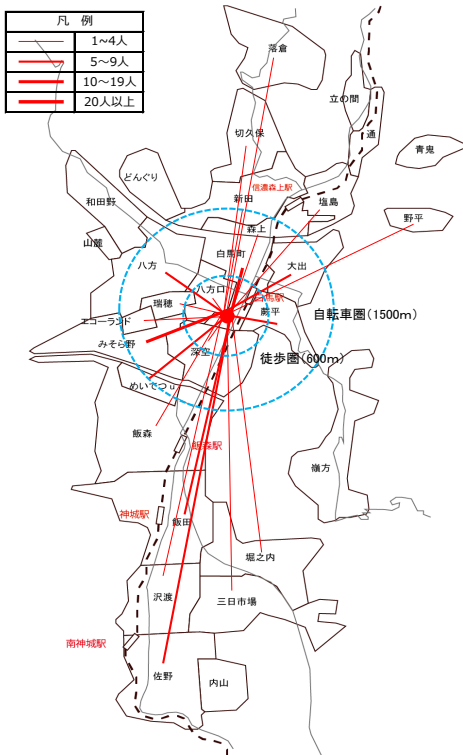 凡 例
1~4人
5~9人
10~19人
20人以上
落倉
立の間
通
切久保
青鬼
どんぐり
信濃森上駅
新田
和田野
塩島
野平
森上
山麓
白馬町
八方
大出
八方口
瑞穂
白馬駅
蕨平
エコーランド
自転車圏(1500m)
みそら野
深空
徒歩圏(600m)
めいてつu
飯森
飯森駅
嶺方
神城駅
飯田
堀之内
沢渡
三日市場
南神城駅
佐野
内山